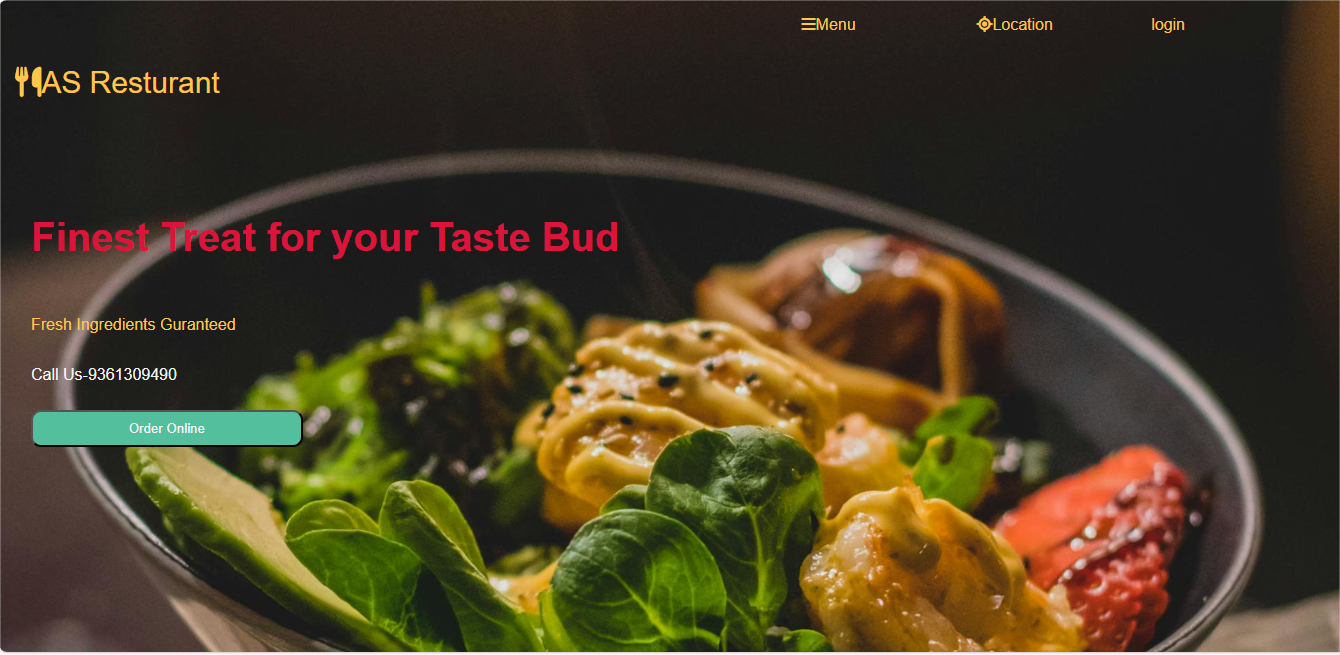 Menu Location login
AS Resturant
Finest Treat for your Taste Bud
Fresh Ingredients Guranteed
Call Us-9361309490
Order Online